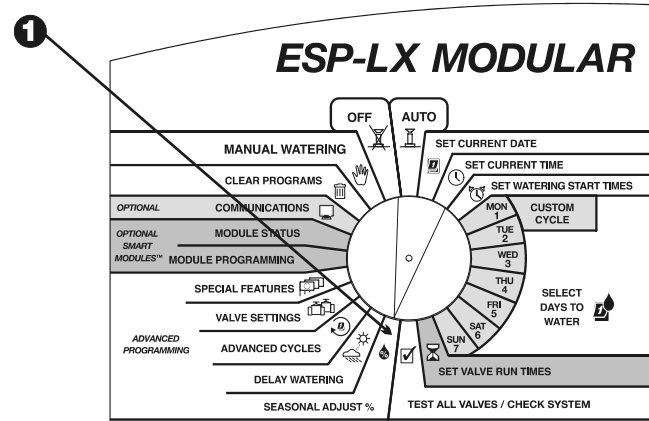 1
ESP-LX MODULAR
OFF
AUTO
MANUAL WATERING
SET CURRENT DATE
CLEAR PROGRAMS
SET CURRENT TIME
SET WATERING START TIMES
OPTIONAL
COMMUNICATIONS
MON
1
CUSTOM
CYCLE
OPTIONAL
SMART
MODULES™
MODULE STATUS
TUE
2
MODULE PROGRAMMING
WED
3
SPECIAL FEATURES
THU
4
VALVE SETTINGS
FRI
5
SELECT
DAYS TO
WATER
ADVANCED
PROGRAMMING
ADVANCED CYCLES
SAT
6
SUN
7
DELAY WATERING
SET VALVE RUN TIMES
SEASONAL ADJUST %
TEST ALL VALVES / CHECK SYSTEM